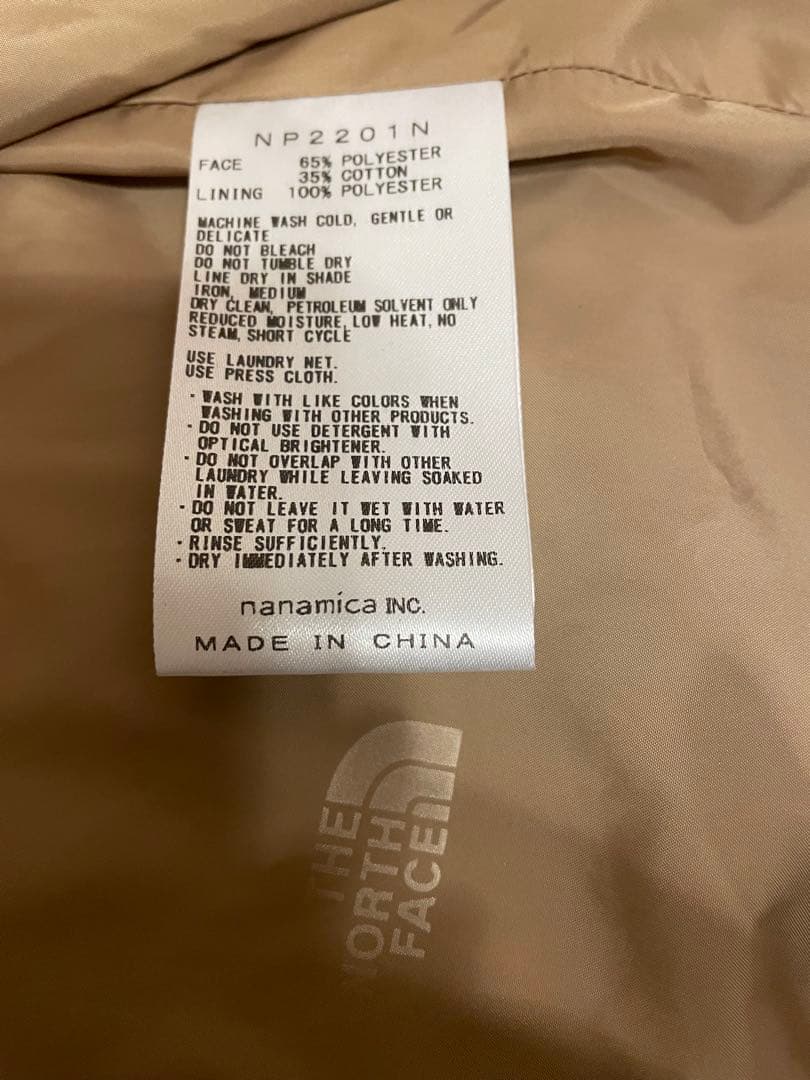 NP2201N
FACE 65% POLYESTER
35% COTTON
LINING 100% POLYESTER
MACHINE WASH COLD, GENTLE OR
DELICATE
DO NOT BLEACH
DO NOT TUMBLE DRY
LINE DRY IN SHADE
IRON, MEDIUM
DRY CLEAN, PETROLEUM SOLVENT ONLY
REDUCED MOISTURE, LOW HEAT, NO
STEAM, SHORT CYCLE
USE LAUNDRY NET.
USE PRESS CLOTH.
・WASH WITH LIKE COLORS WHEN
WASHING WITH OTHER PRODUCTS.
・DO NOT USE DETERGENT WITH
OPTICAL BRIGHTENER.
・DO NOT OVERLAP WITH OTHER
LAUNDRY WHILE LEAVING SOAKED
IN WATER.
・DO NOT LEAVE IT WET WITH WATER
OR SWEAT FOR A LONG TIME.
・RINSE SUFFICIENTLY.
・DRY IMMEDIATELY AFTER WASHING.
nanamica INC.
MADE IN CHINA
THE
NORTH
FACE